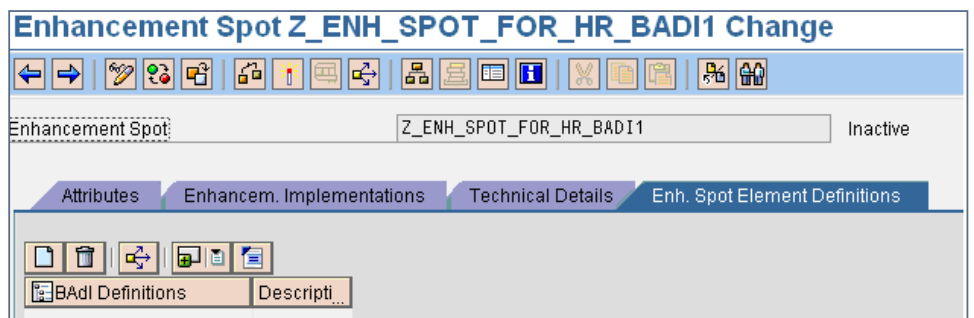 Enhancement Spot Z_ENH_SPOT_FOR_HR_BADI1 Change
Enhancement Spot Z_ENH_SPOT_FOR_HR_BADI1 Inactive
Attributes Enhancem. Implementations Technical Details Enh. Spot Element Definitions
BAdI Definitions Descripti...